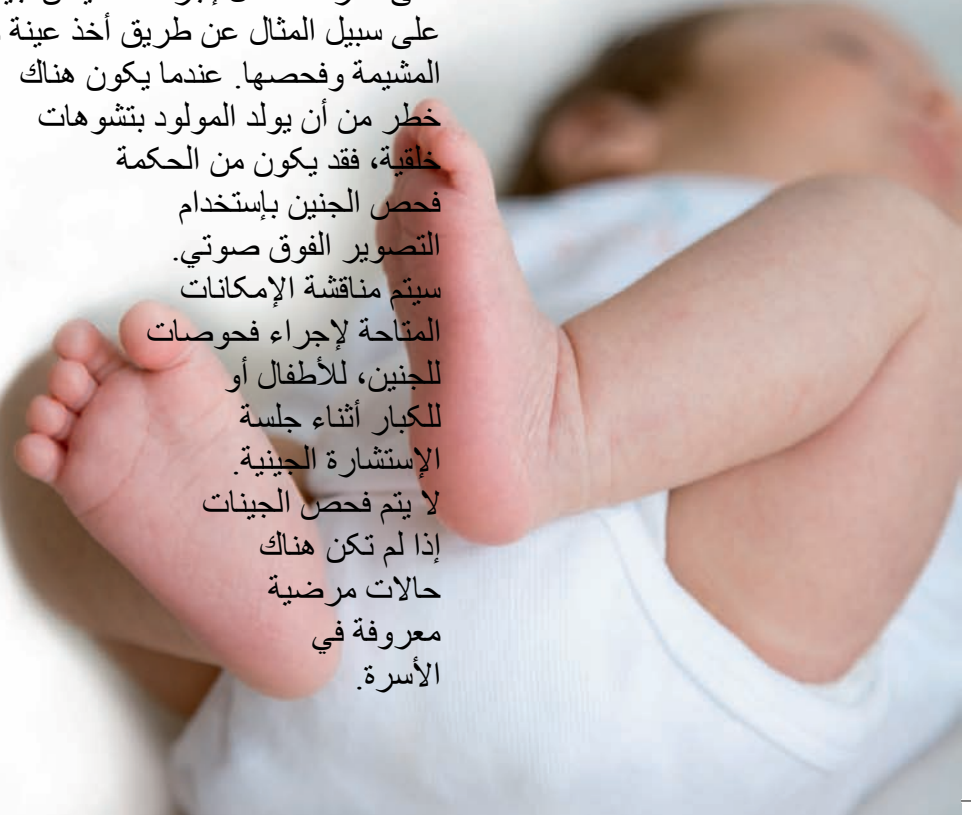 على سبيل المثال عن طريق أخذ عينة
المشيمة وفحصها. عندما يكون هناك
خطر من أن يولد المولود بتشوهات
خلقية، فقد يكون من الحكمة
فحص الجنين بإستخدام
التصوير الفوق صوتي.
سيتم مناقشة الإمكانات
المتاحة لإجراء فحوصات
للجنين، للأطفال أو
للكبار أثناء جلسة
الإستشارة الجينية.
لا يتم فحص الجينات
إذا لم تكن هناك
حالات مرضية
معروفة في
الأسرة.